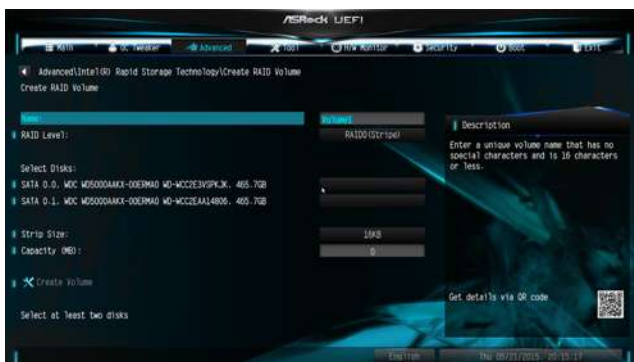 ASRock UEFI
Main OC Tweaker Advanced Tool H/W Monitor Security Boot Exit
Advanced\Intel(R) Rapid Storage Technology\Create RAID Volume
Create RAID Volume
Name: Volume1
RAID Level: RAID0(Stripe)
Select Disks:
SATA 0.0, WDC WD5000AAKX-00ERMA0 WD-WCC2E3VSPKJK, 465.7GB
SATA 0.1, WDC WD5000AAKX-00ERMA0 WD-WCC2EAA14806, 465.7GB
Strip Size: 16KB
Capacity (MB): 0
Create Volume
Select at least two disks
Description
Enter a unique volume name that has no
special characters and is 16 characters
or less.
Get details via QR code
English Thu 05/21/2015, 20:15:17